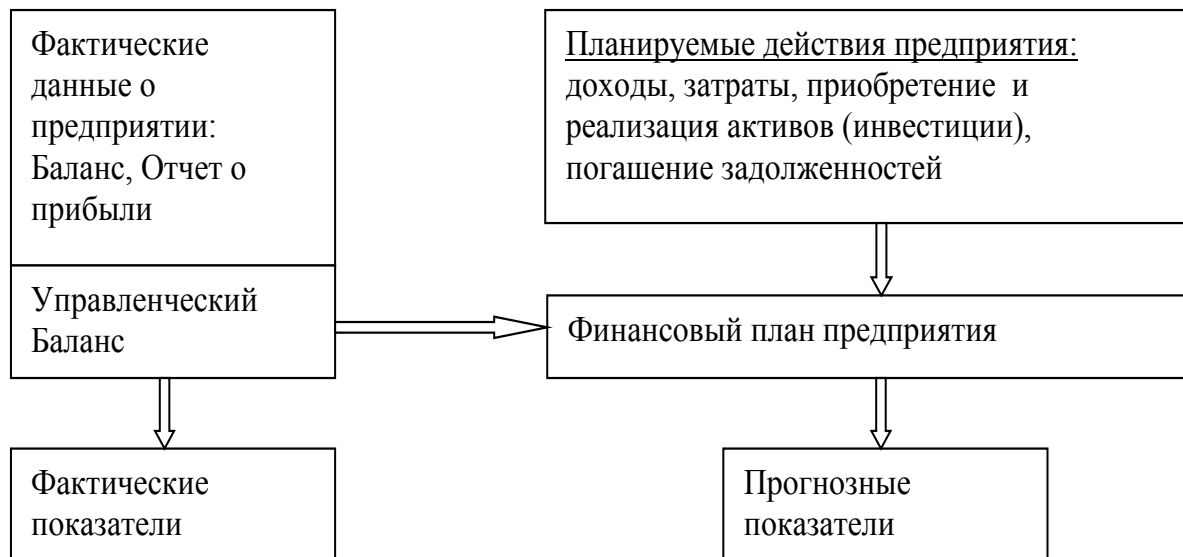 Фактические
данные о
предприятии:
Баланс, Отчет о
прибыли
Планируемые действия предприятия:
доходы, затраты, приобретение и
реализация активов (инвестиции),
погашение задолженностей
Управленческий
Баланс
Финансовый план предприятия
Фактические
показатели
Прогнозные
показатели